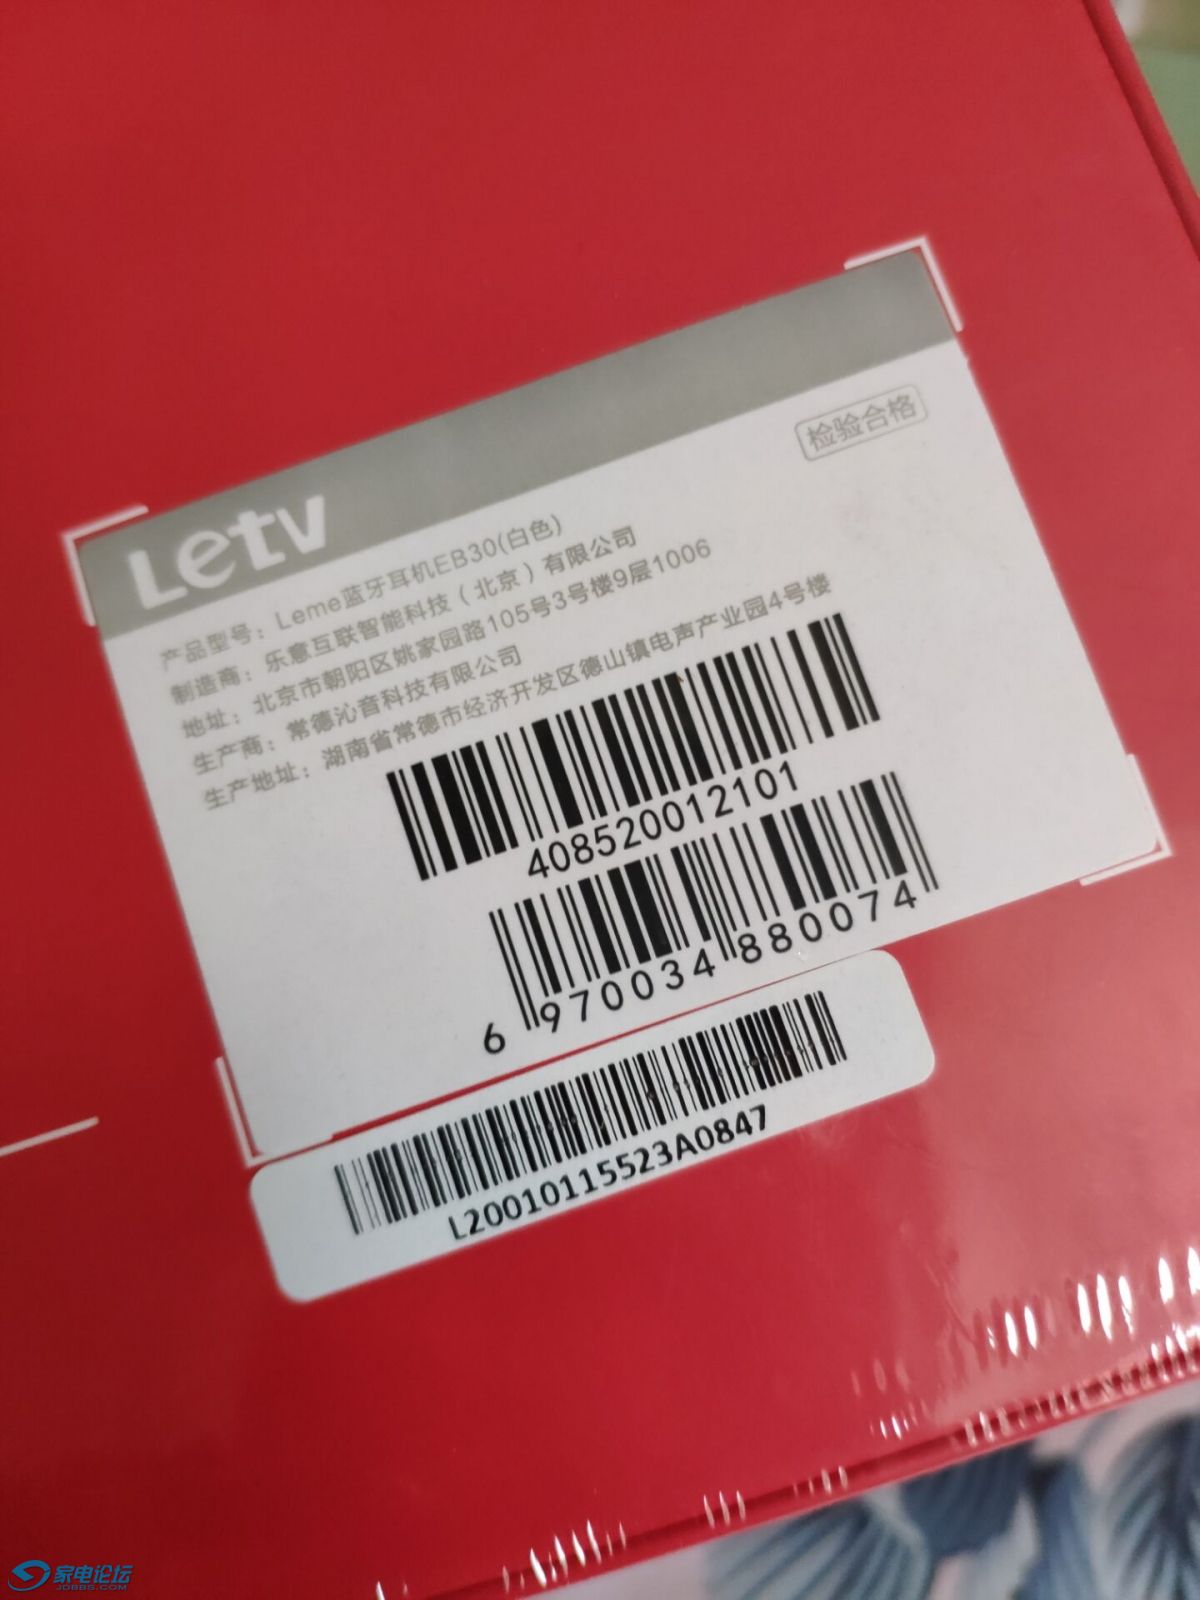 Letv
检验合格
产品型号：Leme蓝牙耳机EB30(白色)
制造商：乐意互联智能科技（北京）有限公司
地址：北京市朝阳区姚家园路105号3号楼9层1006
生产商：常德沁音科技有限公司
生产地址：湖南省常德市经济开发区德山镇电声产业园4号楼
408520012101
6 970034 880074
L20010115523A0847
家电论坛
JDBBS.COM